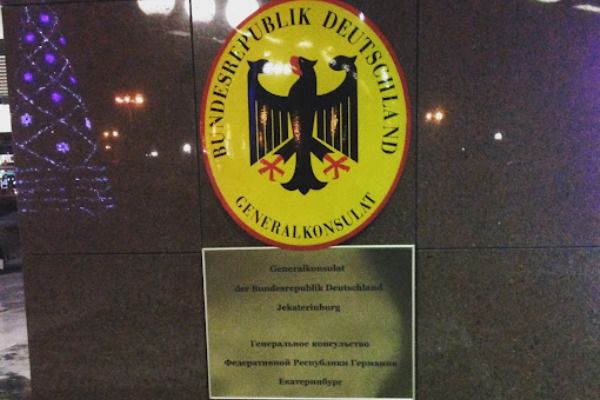 BUNDESREPUBLIK DEUTSCHLAND
GENERALKONSULAT
Generalkonsulat
der Bundesrepublik Deutschland
Jekaterinburg
Генеральное консульство
Федеративной Республики Германия
Екатеринбург